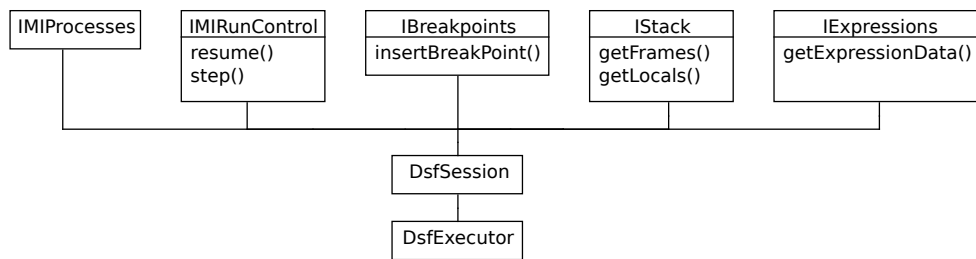 IMIProcesses
IMIRunControl
resume()
step()
IBreakpoints
insertBreakPoint()
IStack
getFrames()
getLocals()
IExpressions
getExpressionData()
DsfSession
DsfExecutor